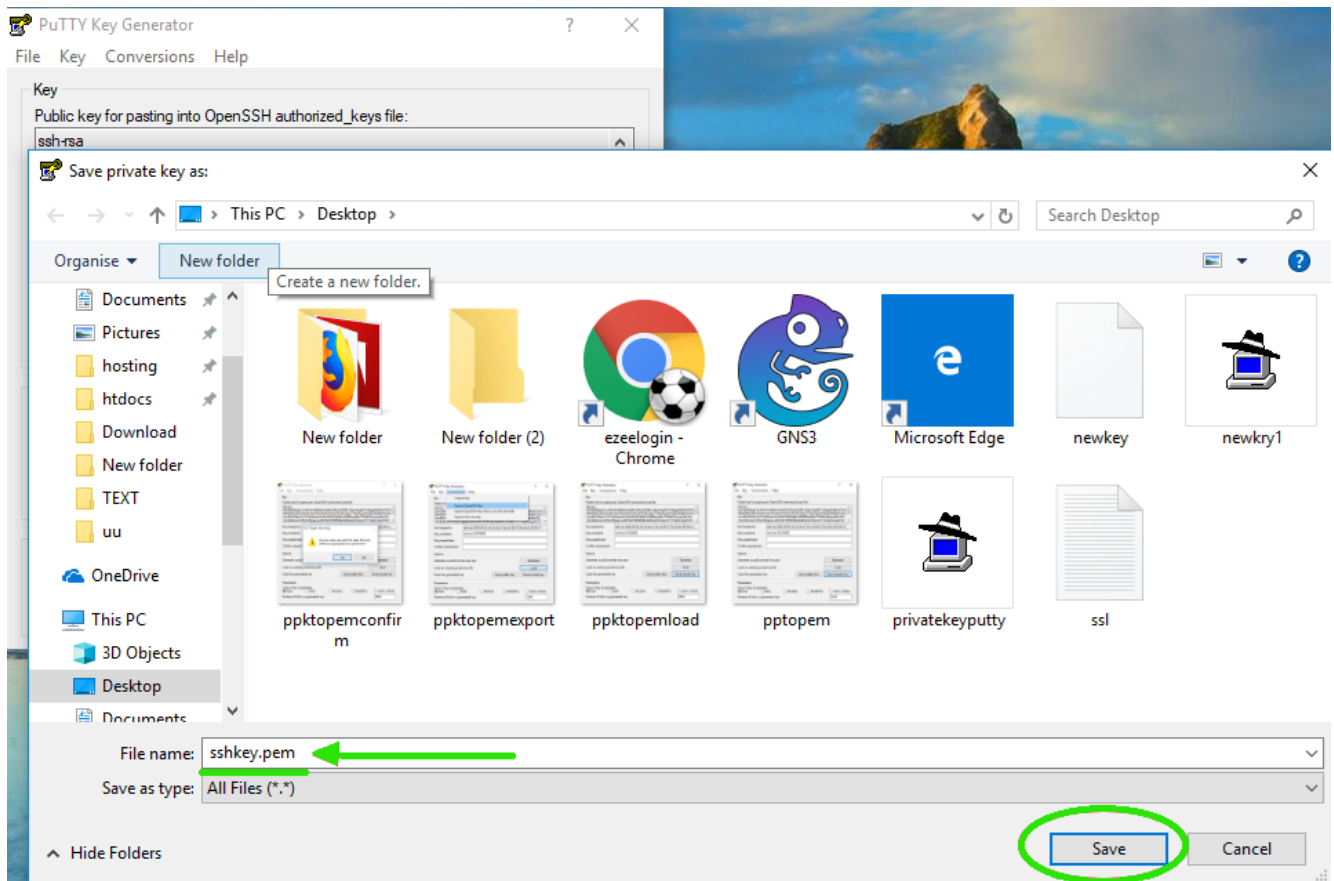 PuTTY Key Generator
?
File Key Conversions Help
Key
Public key for pasting into OpenSSH authorized_keys file:
ssh-rsa
Save private key as:
This PC > Desktop >
Search Desktop
Organise
New folder
?
Create a new folder.
Documents
Pictures
hosting
htdocs
Download
New folder
TEXT
uu
OneDrive
This PC
3D Objects
Desktop
Documents
New folder
New folder (2)
ezeelogin -
Chrome
GNS3
Microsoft Edge
newkey
newkry1
ppktopemconfir
m
ppktopemexport
ppktopemload
pptopem
privatekeyputty
ssl
File name: sshkey.pem
Save as type: All Files (*.*)
Hide Folders
Save
Cancel